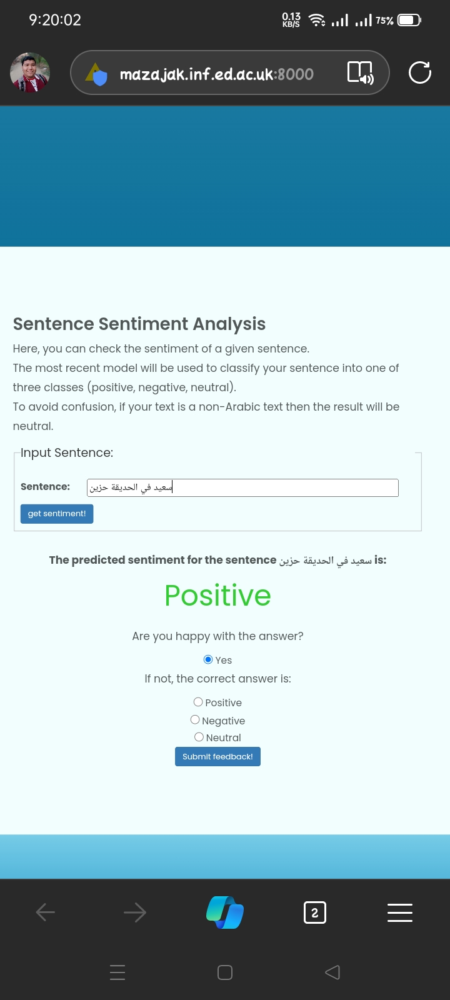 9:20:02
0.13 KB/S
75%
mazajak.inf.ed.ac.uk:8000
Sentence Sentiment Analysis
Here, you can check the sentiment of a given sentence.
The most recent model will be used to classify your sentence into one of
three classes (positive, negative, neutral).
To avoid confusion, if your text is a non-Arabic text then the result will be
neutral.
Input Sentence:
Sentence: سعيد في الحديقة حزين
get sentiment!
The predicted sentiment for the sentence سعيد في الحديقة حزين is:
Positive
Are you happy with the answer?
Yes
If not, the correct answer is:
Positive
Negative
Neutral
Submit feedback!
2